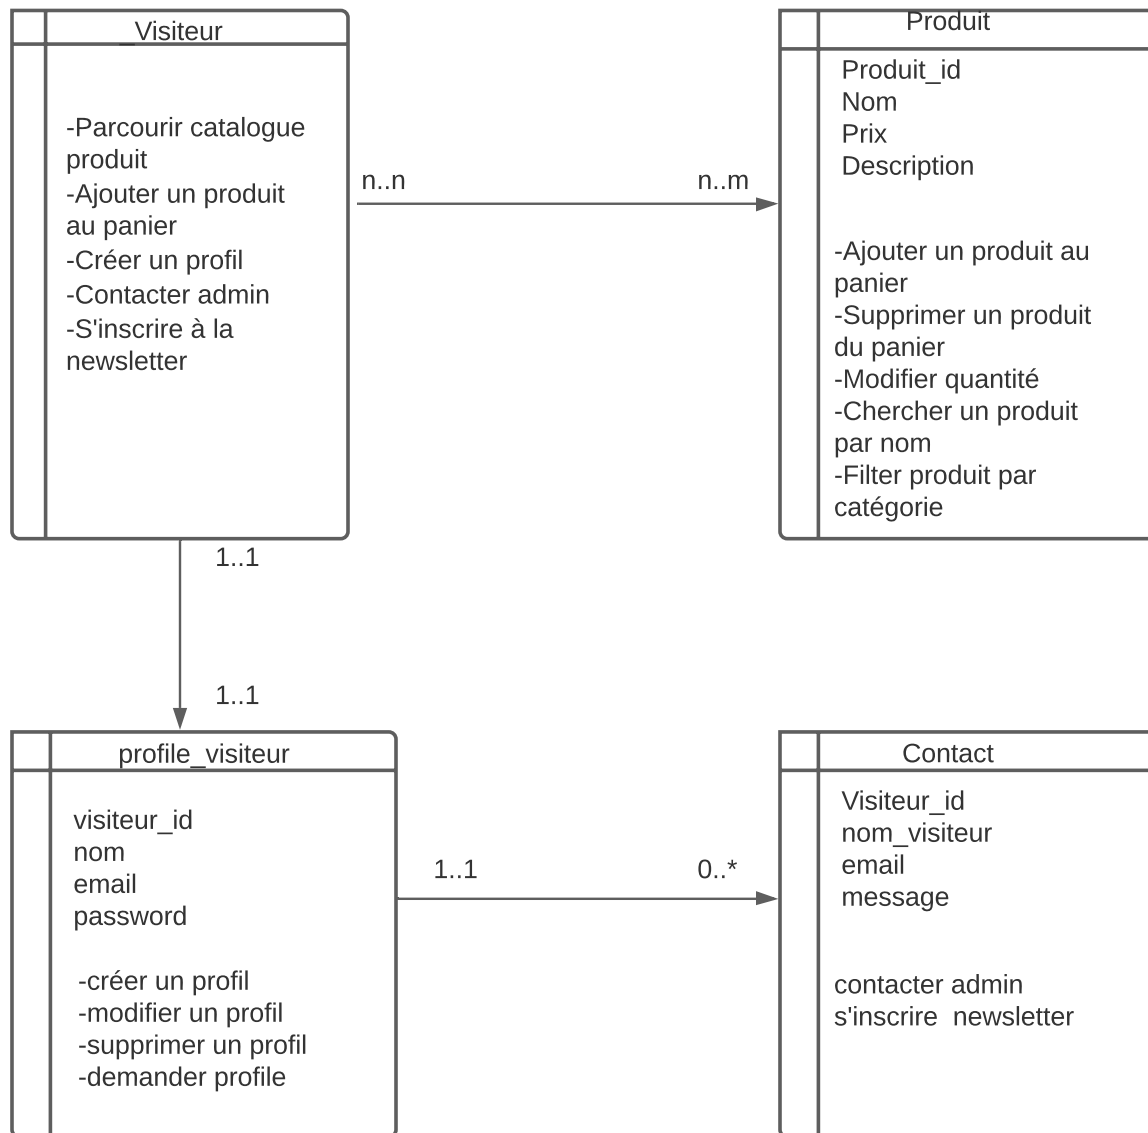 _Visiteur
-Parcourir catalogue
produit
-Ajouter un produit
au panier
-Créer un profil
-Contacter admin
-S'inscrire à la
newsletter
n..n
n..m
Produit
Produit_id
Nom
Prix
Description
-Ajouter un produit au
panier
-Supprimer un produit
du panier
-Modifier quantité
-Chercher un produit
par nom
-Filter produit par
catégorie
1..1
1..1
profile_visiteur
visiteur_id
nom
email
password
-créer un profil
-modifier un profil
-supprimer un profil
-demander profile
1..1
0..*
Contact
Visiteur_id
nom_visiteur
email
message
contacter admin
s'inscrire  newsletter